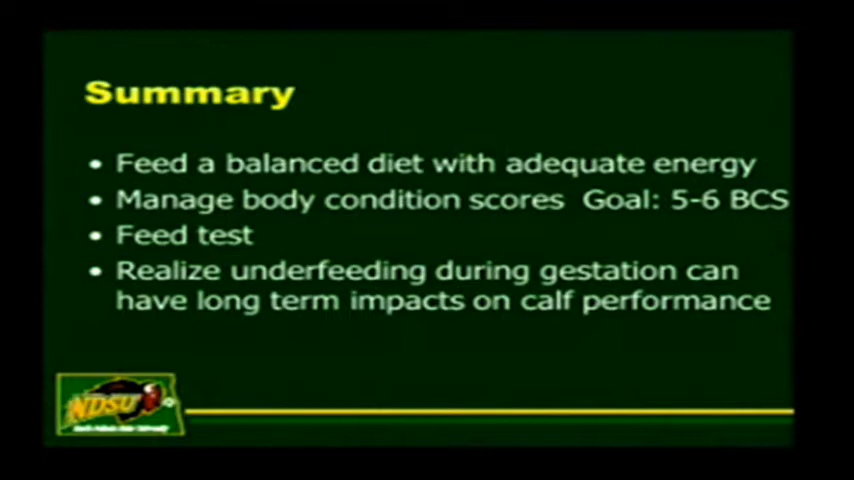 Summary
• Feed a balanced diet with adequate energy
• Manage body condition scores Goal: 5-6 BCS
• Feed test
• Realize underfeeding during gestation can
have long term impacts on calf performance
NDSU